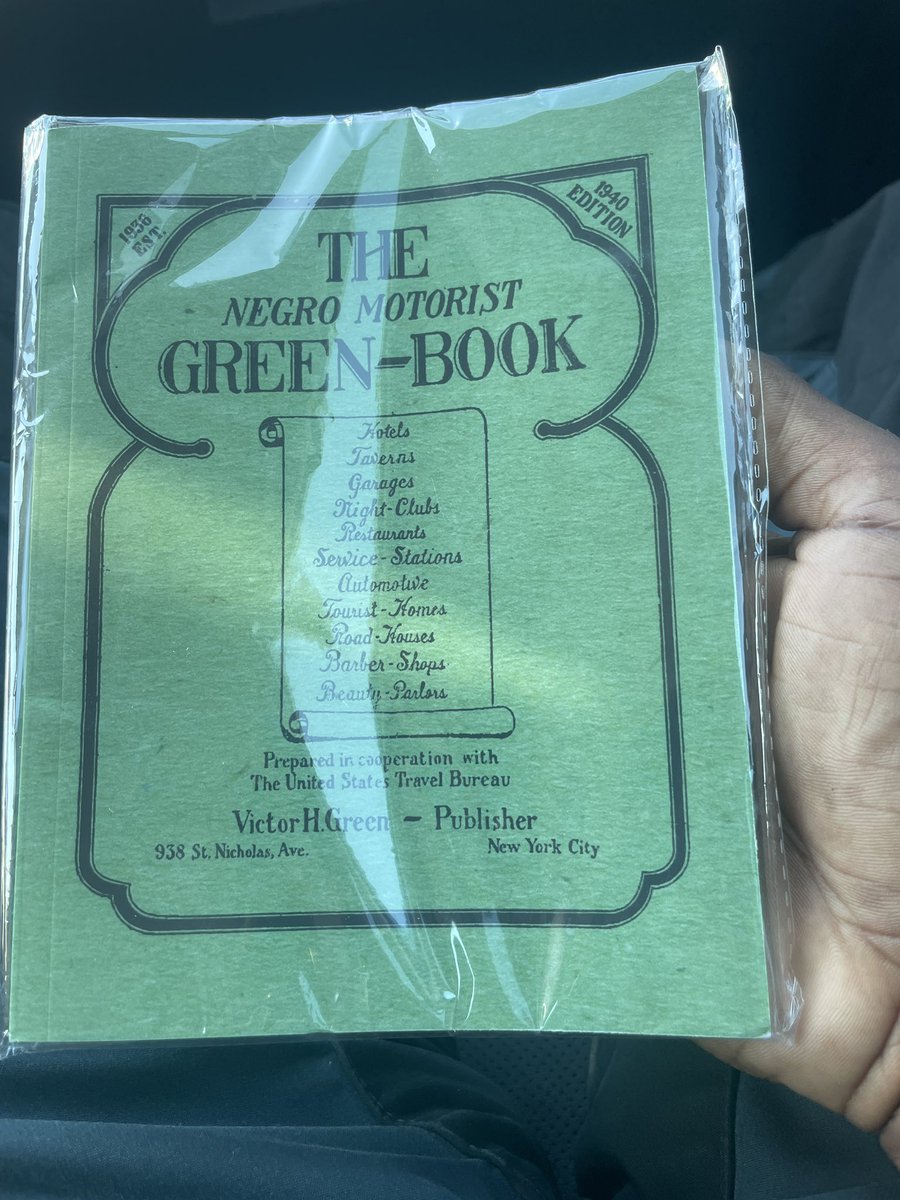 1936
EST.
1940
EDITION
THE
NEGRO MOTORIST
GREEN-BOOK
Hotels
Taverns
Garages
Night-Clubs
Restaurants
Service-Stations
Automotive
Tourist-Homes
Road-Houses
Barber-Shops
Beauty-Parlors
Prepared in cooperation with
The United States Travel Bureau
Victor H. Green - Publisher
938 St. Nicholas, Ave. New York City